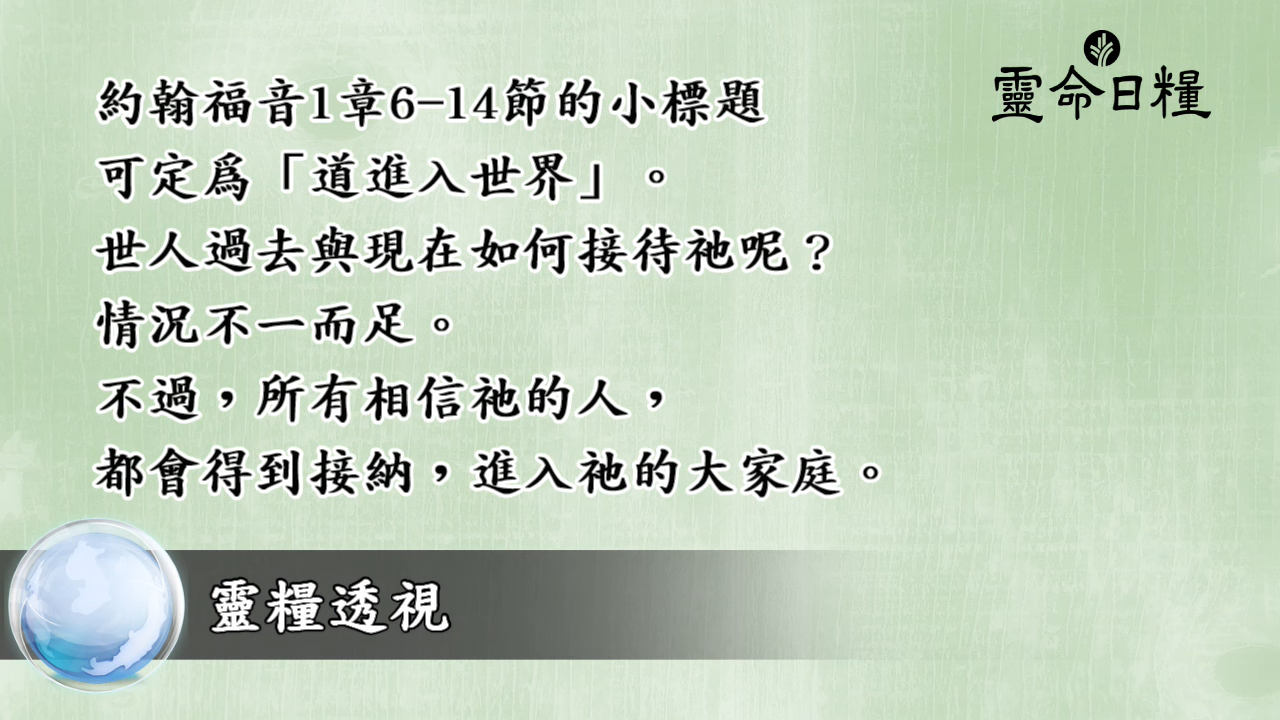 靈命日糧
約翰福音1章6-14節的小標題
可定爲「道進入世界」。
世人過去與現在如何接待祂呢？
情況不一而足。
不過，所有相信祂的人，
都會得到接納，進入祂的大家庭。
靈糧透視